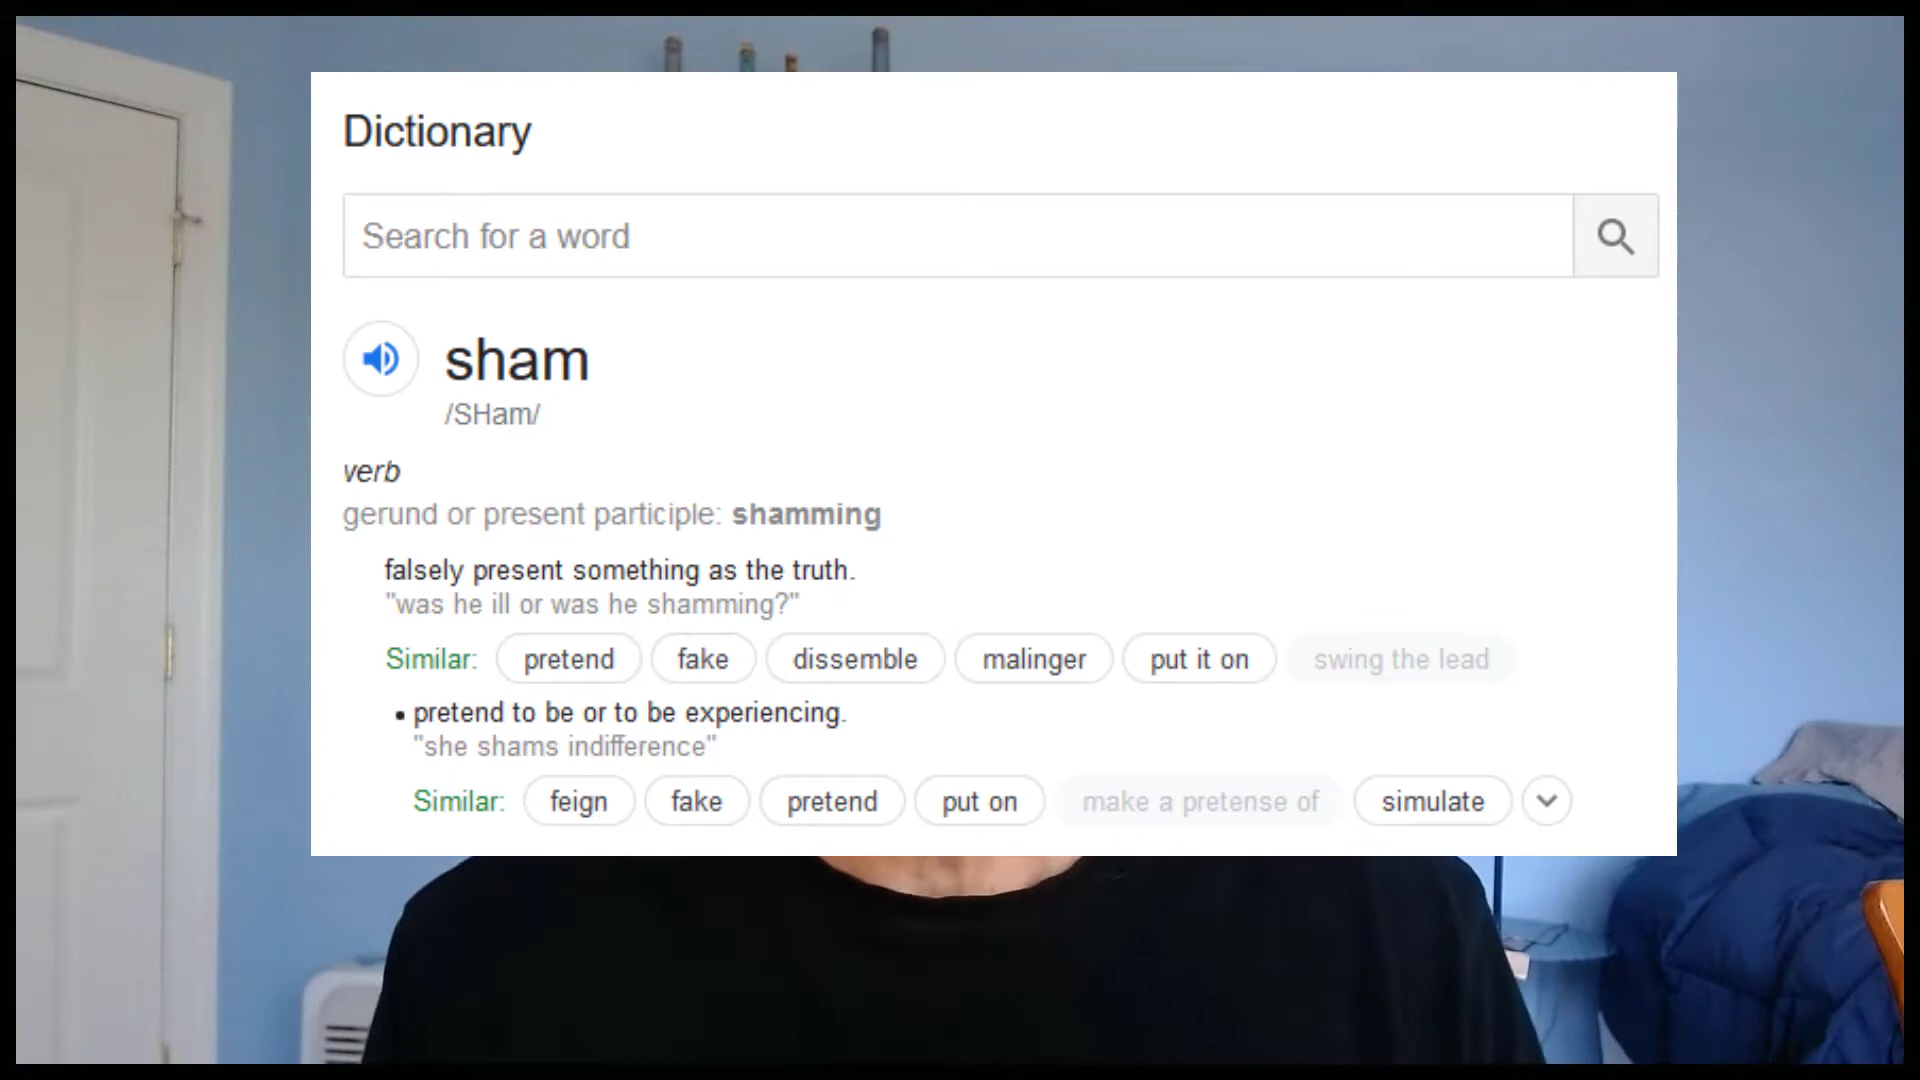 Dictionary
Search for a word
sham
/SHam/
verb
gerund or present participle: shamming
falsely present something as the truth.
"was he ill or was he shamming?"
Similar: pretend fake dissemble malinger put it on swing the lead
• pretend to be or to be experiencing.
"she shams indifference"
Similar: feign fake pretend put on make a pretense of simulate